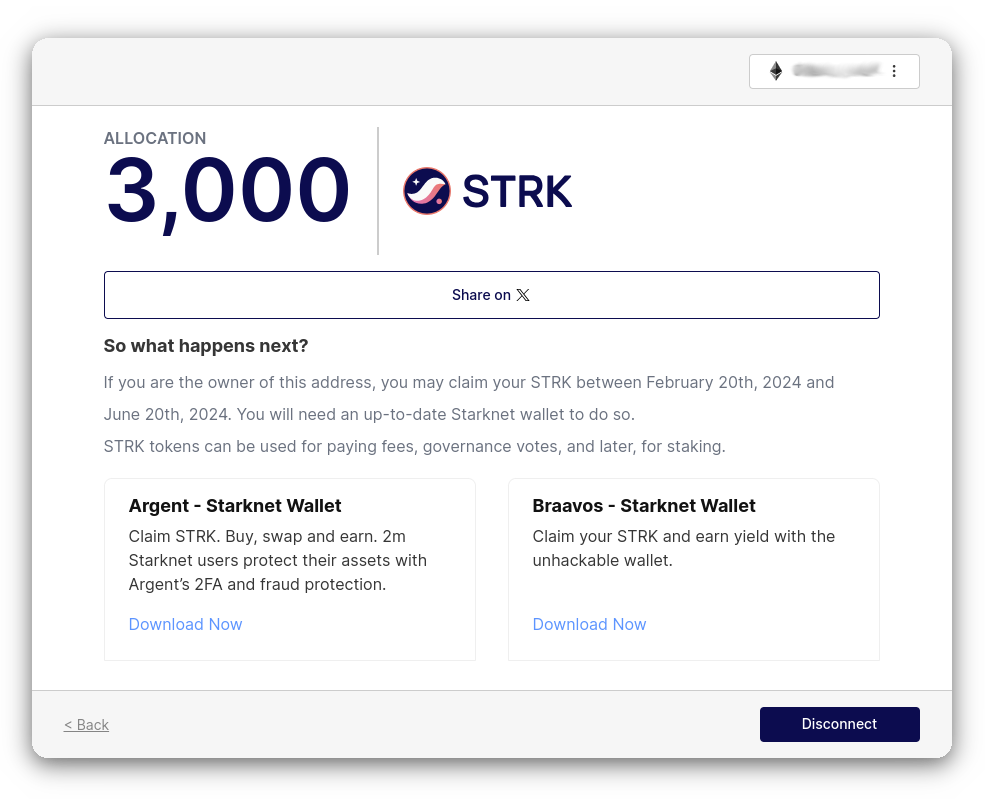 ALLOCATION
3,000
STRK
Share on X
So what happens next?
If you are the owner of this address, you may claim your STRK between February 20th, 2024 and
June 20th, 2024. You will need an up-to-date Starknet wallet to do so.
STRK tokens can be used for paying fees, governance votes, and later, for staking.
Argent - Starknet Wallet
Claim STRK. Buy, swap and earn. 2m
Starknet users protect their assets with
Argent’s 2FA and fraud protection.
Download Now
Braavos - Starknet Wallet
Claim your STRK and earn yield with the
unhackable wallet.
Download Now
< Back
Disconnect